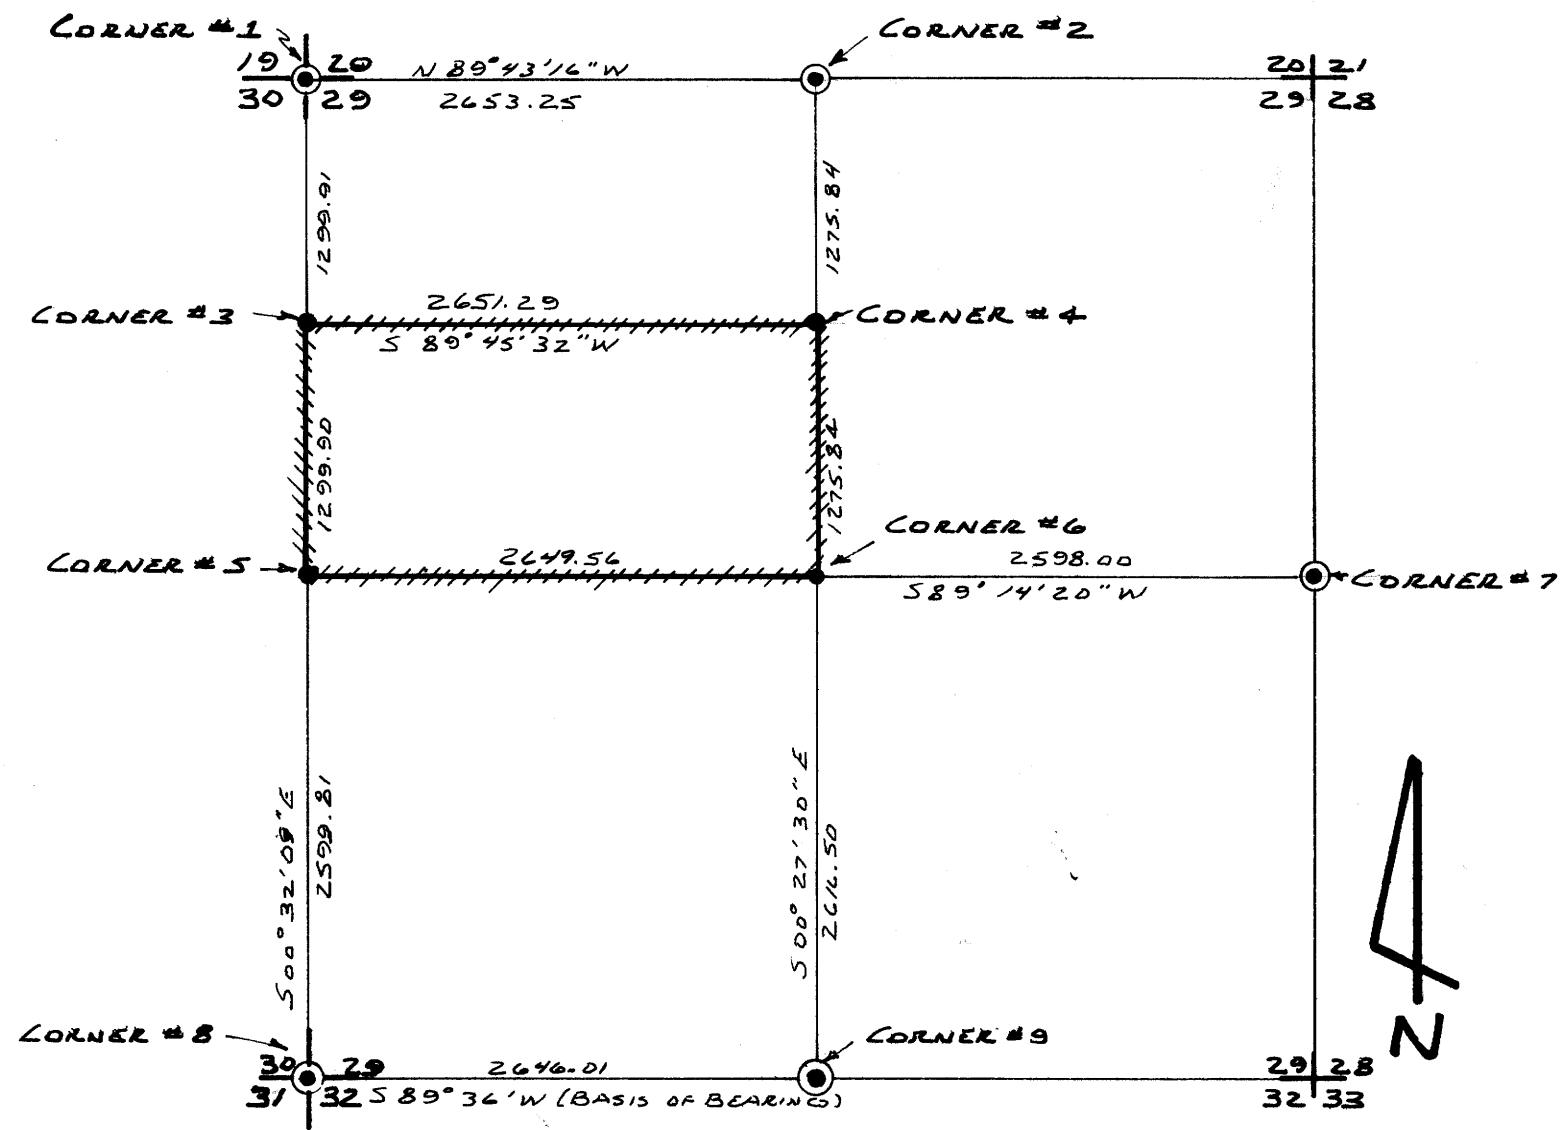 CORNER #1
CORNER #2
19 20
30 29
N 89°43'16" W
2653.25
20 21
29 28
1299.91
1275.84
CORNER #3
2651.29
S 89° 45' 32" W
CORNER #4
1299.90
1275.84
CORNER #5
2649.56
CORNER #6
2598.00
S 89° 14' 20" W
CORNER #7
S 00° 32' 09" E
2599.81
S 00° 27' 30" E
2616.50
N
CORNER #8
CORNER #9
30 29
31 32
2646.01
S 89° 36' W (BASIS OF BEARING)
29 28
32 33